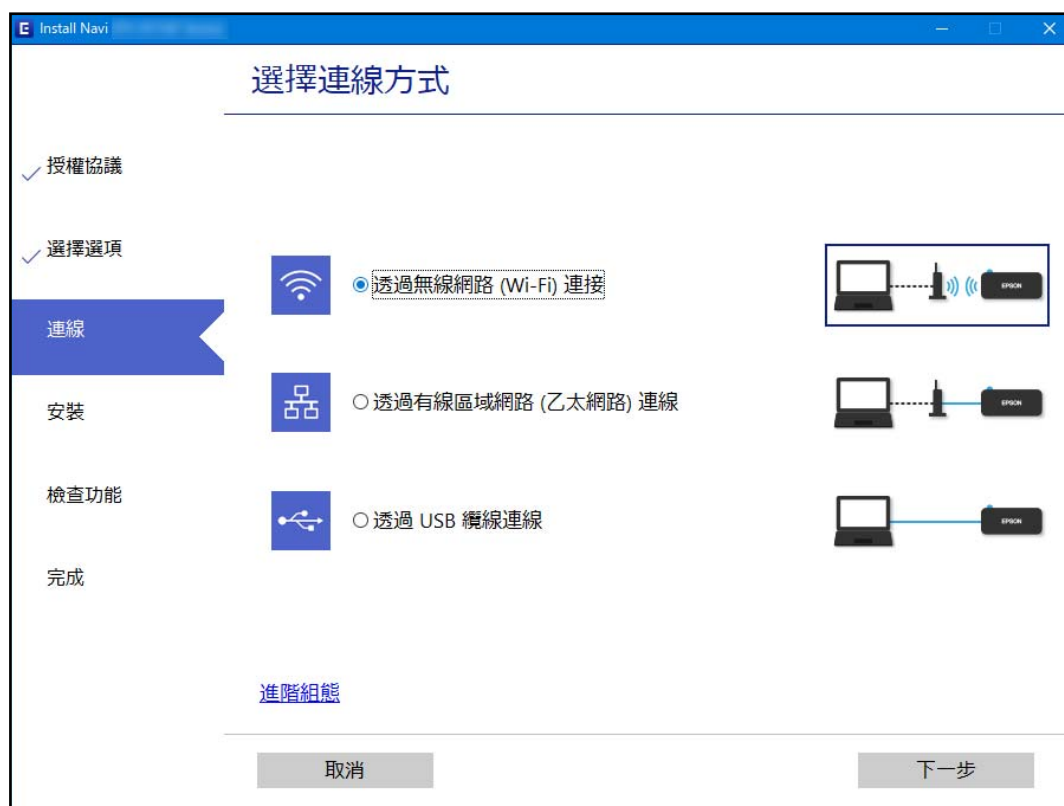 Install Navi
選擇連線方式
授權協議
選擇選項
連線
安裝
檢查功能
完成
透過無線網路 (Wi-Fi) 連接
EPSON
透過有線區域網路 (乙太網路) 連線
EPSON
透過 USB 纜線連線
EPSON
進階組態
取消
下一步